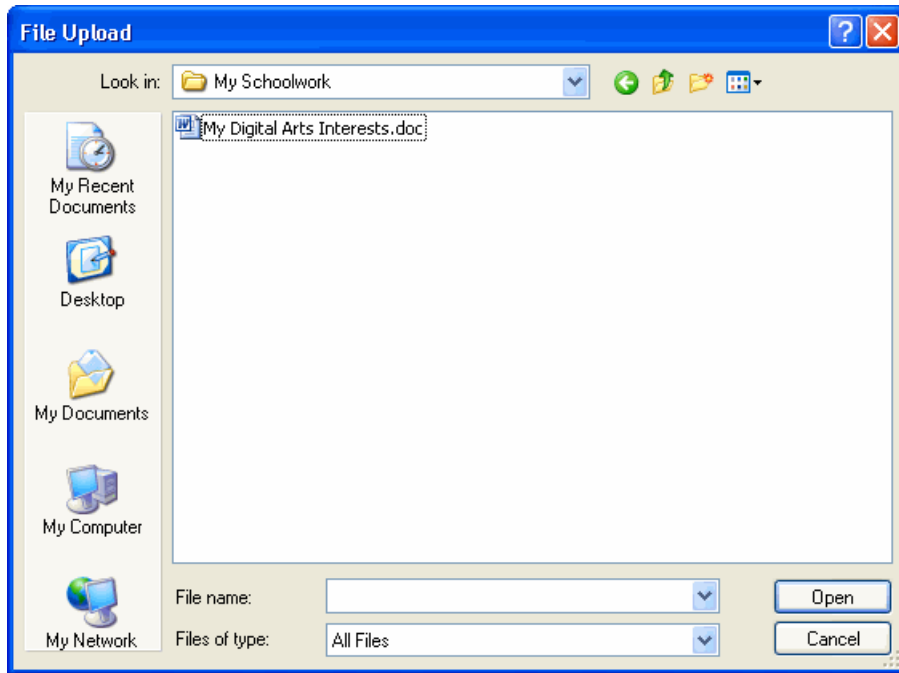 File Upload
Look in: My Schoolwork
My Digital Arts Interests.doc
My Recent
Documents
Desktop
My Documents
My Computer
My Network
File name:
Open
Files of type: All Files
Cancel